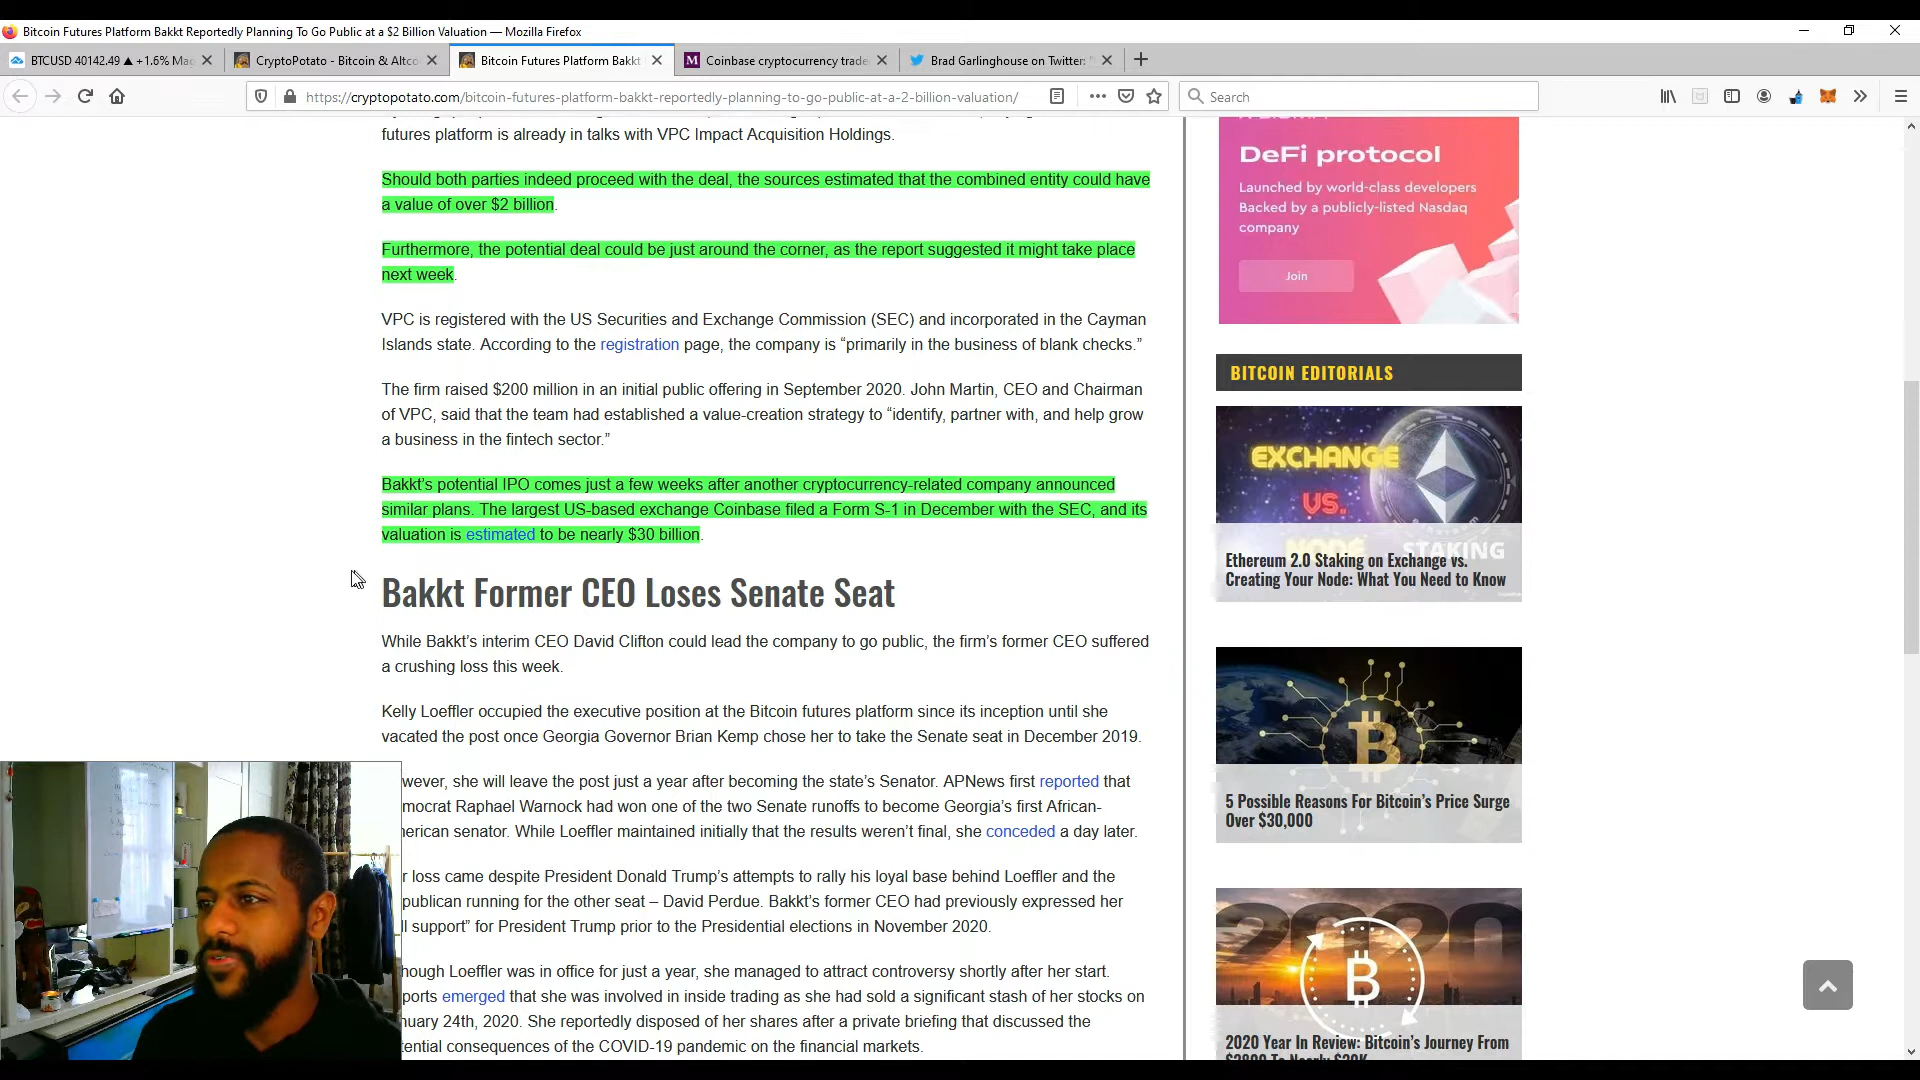 Bitcoin Futures Platform Bakkt Reportedly Planning To Go Public at a $2 Billion Valuation — Mozilla Firefox
BTCUSD 40142.49 ▲ +1.6%
CryptoPotato - Bitcoin & Altco
Bitcoin Futures Platform Bakkt
Coinbase cryptocurrency trade
Brad Garlinghouse on Twitter: "
https://cryptopotato.com/bitcoin-futures-platform-bakkt-reportedly-planning-to-go-public-at-a-2-billion-valuation/
Search
futures platform is already in talks with VPC Impact Acquisition Holdings.
Should both parties indeed proceed with the deal, the sources estimated that the combined entity could have
a value of over $2 billion.
Furthermore, the potential deal could be just around the corner, as the report suggested it might take place
next week.
VPC is registered with the US Securities and Exchange Commission (SEC) and incorporated in the Cayman
Islands state. According to the registration page, the company is “primarily in the business of blank checks.”
The firm raised $200 million in an initial public offering in September 2020. John Martin, CEO and Chairman
of VPC, said that the team had established a value-creation strategy to “identify, partner with, and help grow
a business in the fintech sector.”
Bakkt’s potential IPO comes just a few weeks after another cryptocurrency-related company announced
similar plans. The largest US-based exchange Coinbase filed a Form S-1 in December with the SEC, and its
valuation is estimated to be nearly $30 billion.
Bakkt Former CEO Loses Senate Seat
While Bakkt’s interim CEO David Clifton could lead the company to go public, the firm’s former CEO suffered
a crushing loss this week.
Kelly Loeffler occupied the executive position at the Bitcoin futures platform since its inception until she
vacated the post once Georgia Governor Brian Kemp chose her to take the Senate seat in December 2019.
wever, she will leave the post just a year after becoming the state’s Senator. APNews first reported that
mocrat Raphael Warnock had won one of the two Senate runoffs to become Georgia’s first African-
merican senator. While Loeffler maintained initially that the results weren’t final, she conceded a day later.
r loss came despite President Donald Trump’s attempts to rally his loyal base behind Loeffler and the
publican running for the other seat – David Perdue. Bakkt’s former CEO had previously expressed her
ll support” for President Trump prior to the Presidential elections in November 2020.
hough Loeffler was in office for just a year, she managed to attract controversy shortly after her start.
ports emerged that she was involved in inside trading as she had sold a significant stash of her stocks on
nuary 24th, 2020. She reportedly disposed of her shares after a private briefing that discussed the
tential consequences of the COVID-19 pandemic on the financial markets.
DeFi protocol
Launched by world-class developers
Backed by a publicly-listed Nasdaq
company
Join
BITCOIN EDITORIALS
EXCHANGE
VS.
NODE STAKING
Ethereum 2.0 Staking on Exchange vs.
Creating Your Node: What You Need to Know
5 Possible Reasons For Bitcoin’s Price Surge
Over $30,000
2020
2020 Year In Review: Bitcoin’s Journey From